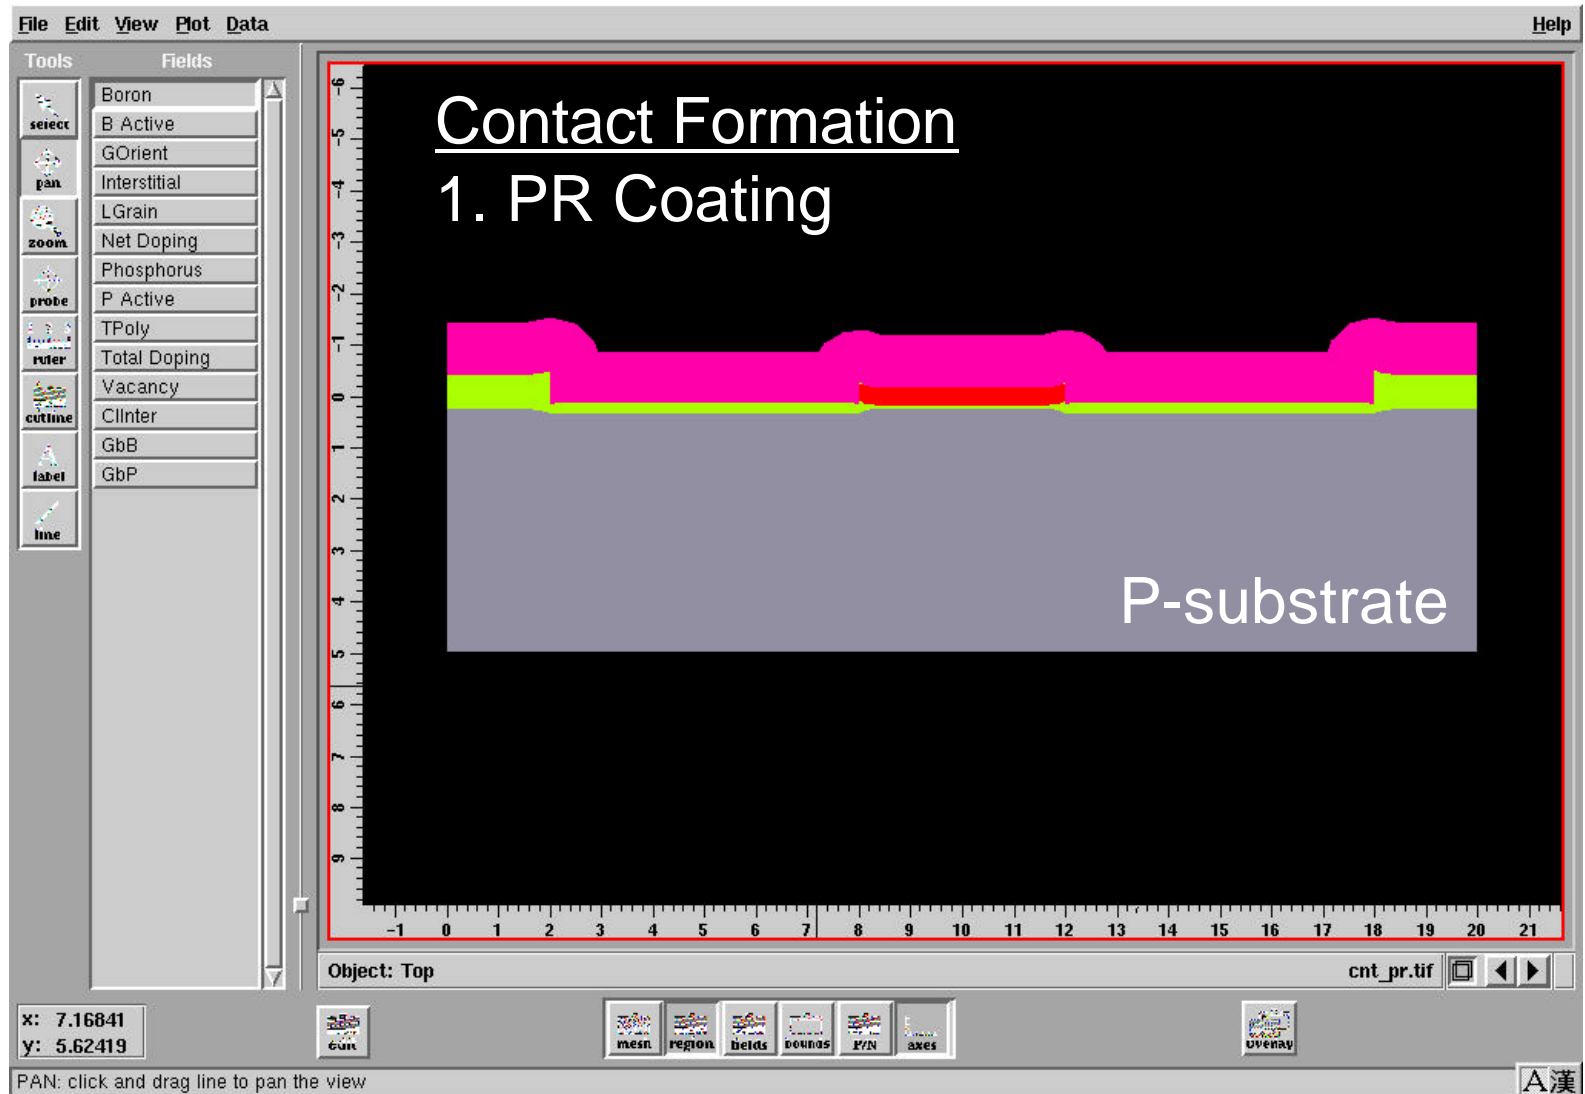 File Edit View Plot Data Help
Tools Fields
select
pan
zoom
probe
ruler
cutline
label
line
Boron
B Active
GOrient
Interstitial
LGrain
Net Doping
Phosphorus
P Active
TPoly
Total Doping
Vacancy
CIInter
GbB
GbP
Contact Formation
1. PR Coating
P-substrate
-6
-5
-4
-3
-2
-1
0
1
2
3
4
5
6
7
8
9
-1 0 1 2 3 4 5 6 7 8 9 10 11 12 13 14 15 16 17 18 19 20 21
Object: Top cnt_pr.tif
x: 7.16841
y: 5.62419
edit mesh region fields bounds P/N axes overlay
PAN: click and drag line to pan the view
A漢